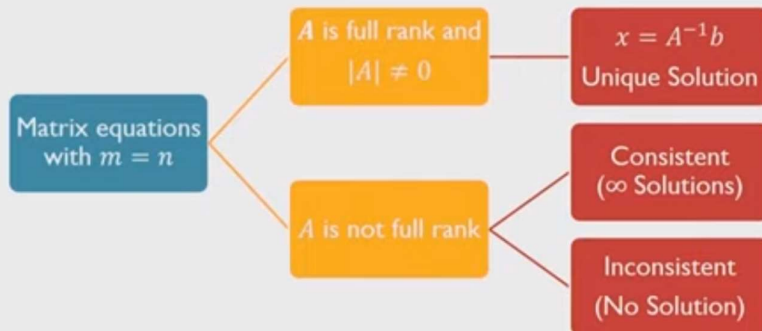 Matrix equations
with m = n
A is full rank and
|A| ≠ 0
A is not full rank
x = A⁻¹b
Unique Solution
Consistent
(∞ Solutions)
Inconsistent
(No Solution)